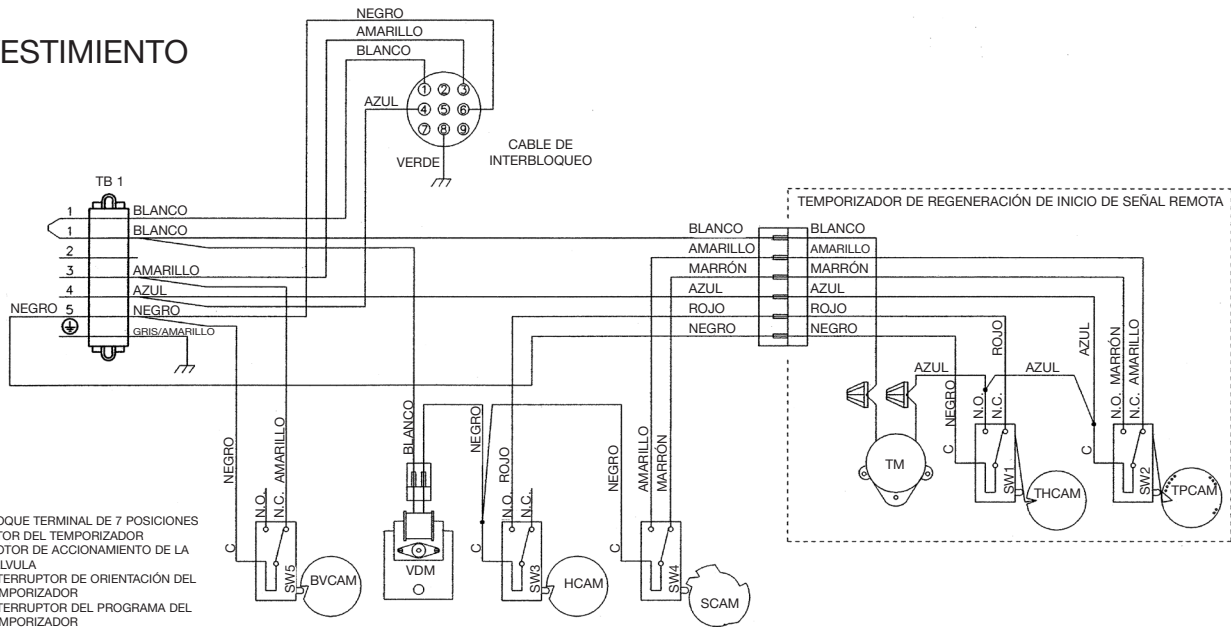 ESTIMIENTO
NEGRO
AMARILLO
BLANCO
1 2 3
AZUL
4 5 6
7 8 9
VERDE
CABLE DE
INTERBLOQUEO
TB 1
1 BLANCO
1 BLANCO
2
3 AMARILLO
4 AZUL
NEGRO 5 NEGRO
GRIS/AMARILLO
TEMPORIZADOR DE REGENERACIÓN DE INICIO DE SEÑAL REMOTA
BLANCO BLANCO
AMARILLO AMARILLO
MARRÓN MARRÓN
AZUL AZUL
ROJO ROJO
NEGRO NEGRO
AZUL
NEGRO
N.O.
N.C. ROJO
AZUL
AZUL
N.O. MARRÓN
N.C. AMARILLO
C
SW1
C
SW2
TM
THCAM
TPCAM
NEGRO
N.O.
N.C. AMARILLO
C
SW5
BVCAM
BLANCO
VDM
NEGRO
N.O. ROJO
N.C.
C
SW3
HCAM
NEGRO
AMARILLO
MARRÓN
C
SW4
SCAM
OQUE TERMINAL DE 7 POSICIONES
TOR DEL TEMPORIZADOR
OTOR DE ACCIONAMIENTO DE LA
LVULA
TERRUPTOR DE ORIENTACIÓN DEL
MPORIZADOR
TERRUPTOR DEL PROGRAMA DEL
MPORIZADOR